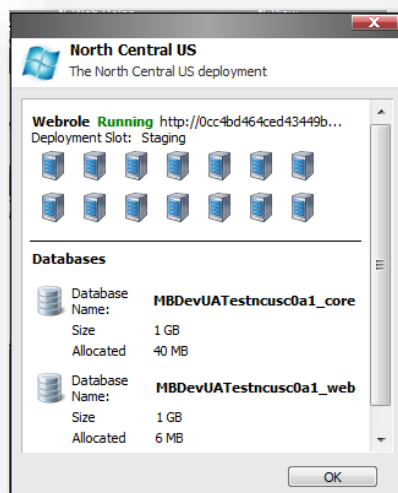 North Central US
The North Central US deployment
Webrole Running http://0cc4bd464ced43449b...
Deployment Slot: Staging
Databases
Database Name: MBDevUATestncusc0a1_core
Size 1 GB
Allocated 40 MB
Database Name: MBDevUATestncusc0a1_web
Size 1 GB
Allocated 6 MB
OK